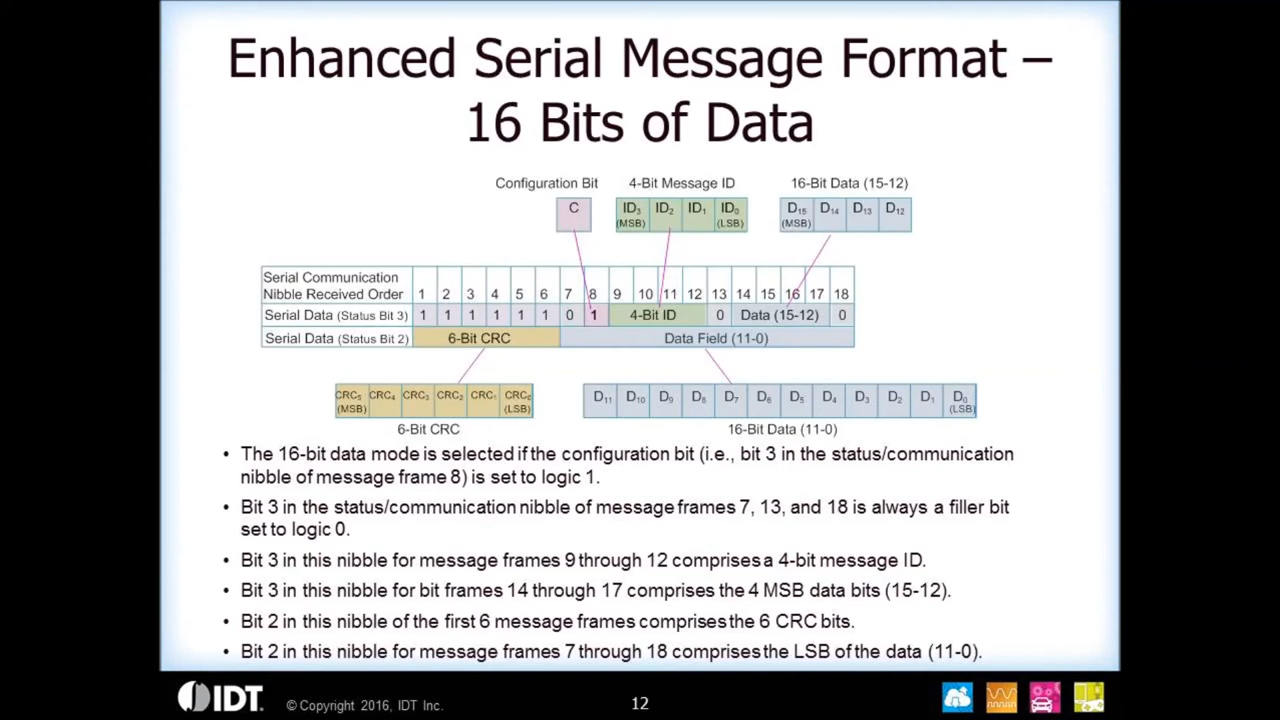 Enhanced Serial Message Format –
16 Bits of Data
Configuration Bit 4-Bit Message ID 16-Bit Data (15-12)
C ID₃ ID₂ ID₁ ID₀ D₁₅ D₁₄ D₁₃ D₁₂
(MSB) (LSB) (MSB)
Serial Communication
Nibble Received Order 1 2 3 4 5 6 7 8 9 10 11 12 13 14 15 16 17 18
Serial Data (Status Bit 3) 1 1 1 1 1 1 0 1 4-Bit ID 0 Data (15-12) 0
Serial Data (Status Bit 2) 6-Bit CRC Data Field (11-0)
CRC₅ CRC₄ CRC₃ CRC₂ CRC₁ CRC₀ D₁₁ D₁₀ D₉ D₈ D₇ D₆ D₅ D₄ D₃ D₂ D₁ D₀
(MSB) (LSB) (LSB)
6-Bit CRC 16-Bit Data (11-0)
• The 16-bit data mode is selected if the configuration bit (i.e., bit 3 in the status/communication
nibble of message frame 8) is set to logic 1.
• Bit 3 in the status/communication nibble of message frames 7, 13, and 18 is always a filler bit
set to logic 0.
• Bit 3 in this nibble for message frames 9 through 12 comprises a 4-bit message ID.
• Bit 3 in this nibble for bit frames 14 through 17 comprises the 4 MSB data bits (15-12).
• Bit 2 in this nibble of the first 6 message frames comprises the 6 CRC bits.
• Bit 2 in this nibble for message frames 7 through 18 comprises the LSB of the data (11-0).
IDT. © Copyright 2016, IDT Inc. 12